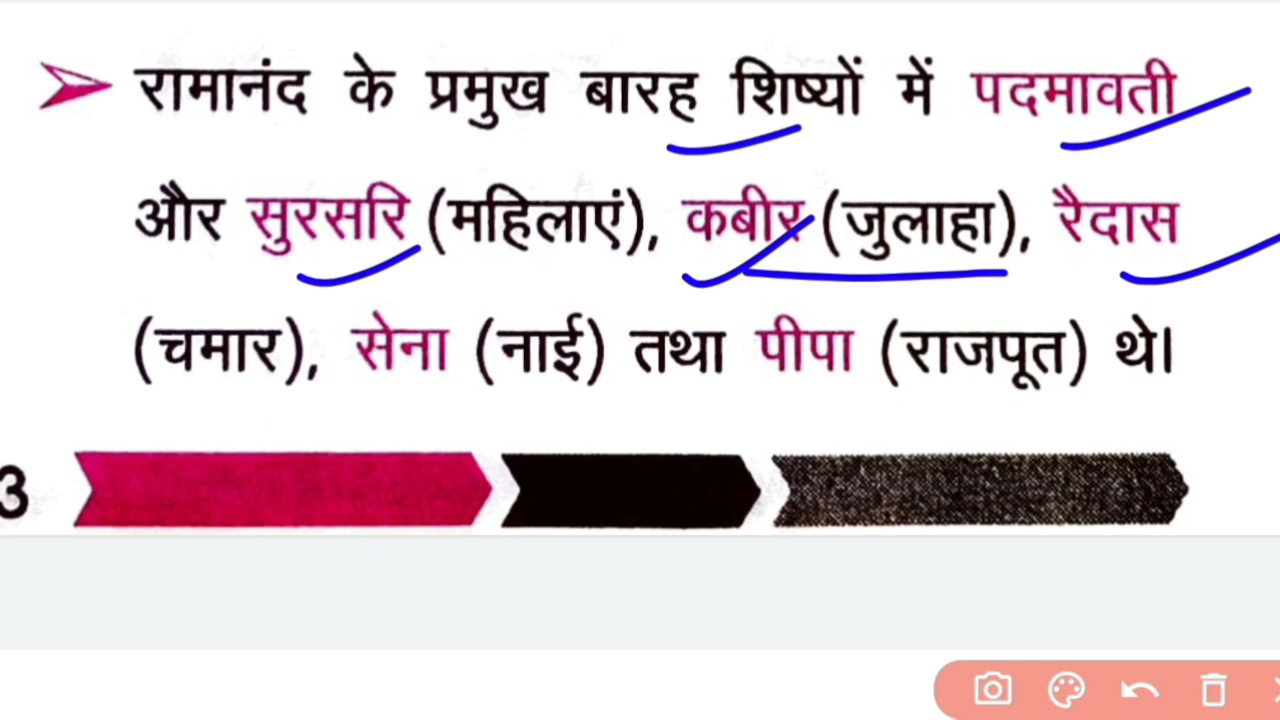 रामानंद के प्रमुख बारह शिष्यों में पदमावती
और सुरसरि (महिलाएं), कबीर (जुलाहा), रैदास
(चमार), सेना (नाई) तथा पीपा (राजपूत) थे।
3